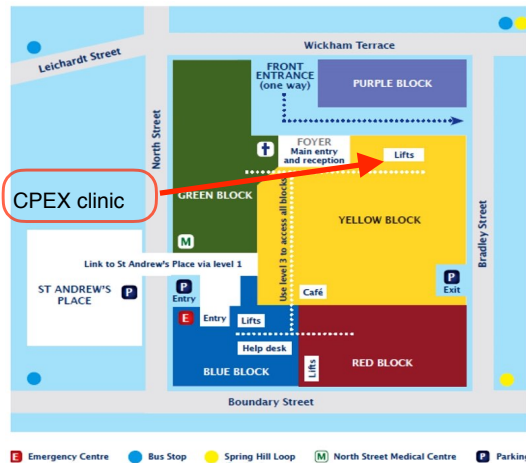 Wickham Terrace
Leichardt Street
FRONT
ENTRANCE
(one way)
PURPLE BLOCK
North Street
FOYER
Main entry
and reception
Lifts
CPEX clinic
GREEN BLOCK
Use level 3 to access all blocks
YELLOW BLOCK
Bradley Street
M
Link to St Andrew's Place via level 1
ST ANDREW'S
PLACE
P
P
Entry
P
Exit
Café
E
Entry
Lifts
Help desk
Lifts
BLUE BLOCK
RED BLOCK
Boundary Street
E Emergency Centre
Bus Stop
Spring Hill Loop
M North Street Medical Centre
P Parking